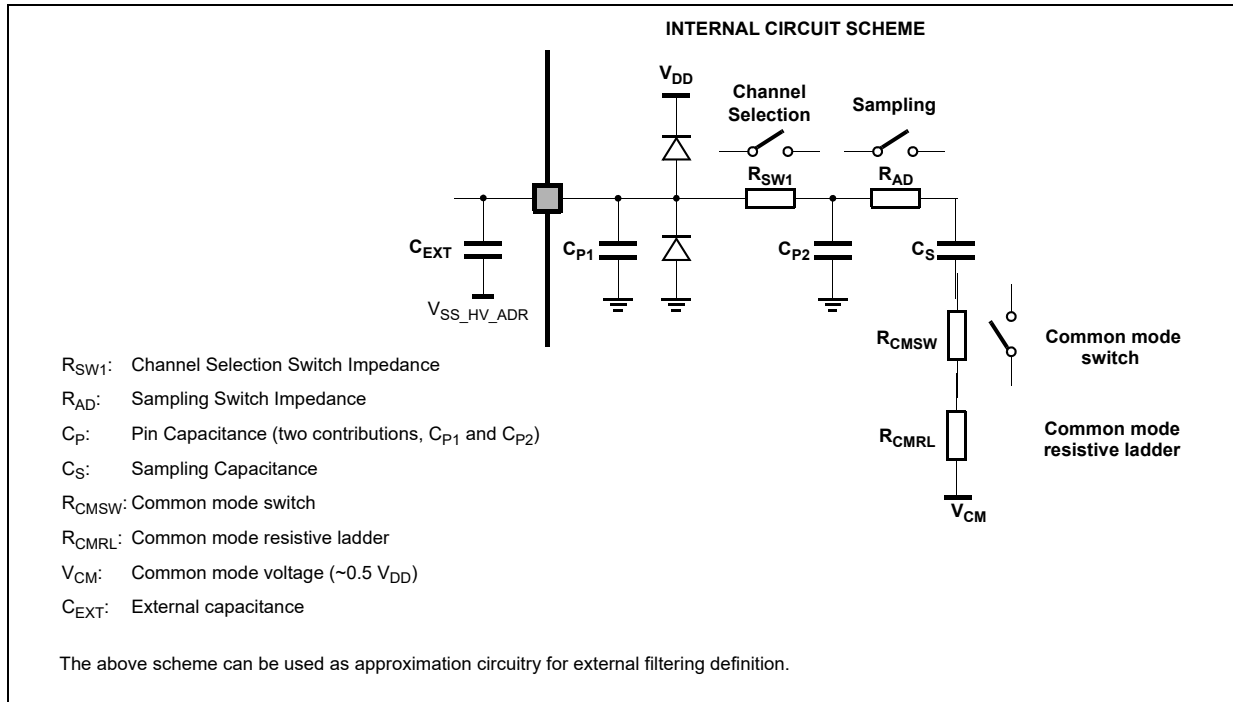 INTERNAL CIRCUIT SCHEME
VDD
Channel
Selection
Sampling
RSW1
RAD
CEXT
CP1
CP2
CS
VSS_HV_ADR
RCMSW
Common mode
switch
RCMRL
Common mode
resistive ladder
VCM
RSW1: Channel Selection Switch Impedance
RAD: Sampling Switch Impedance
CP: Pin Capacitance (two contributions, CP1 and CP2)
CS: Sampling Capacitance
RCMSW: Common mode switch
RCMRL: Common mode resistive ladder
VCM: Common mode voltage (~0.5 VDD)
CEXT: External capacitance
The above scheme can be used as approximation circuitry for external filtering definition.